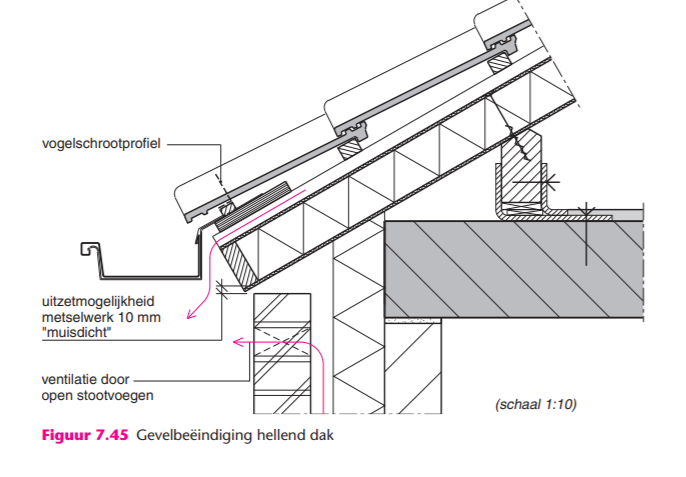 vogelschrootprofiel
uitzetmogelijkheid
metselwerk 10 mm
"muisdicht"
ventilatie door
open stootvoegen
(schaal 1:10)
Figuur 7.45 Gevelbeëindiging hellend dak